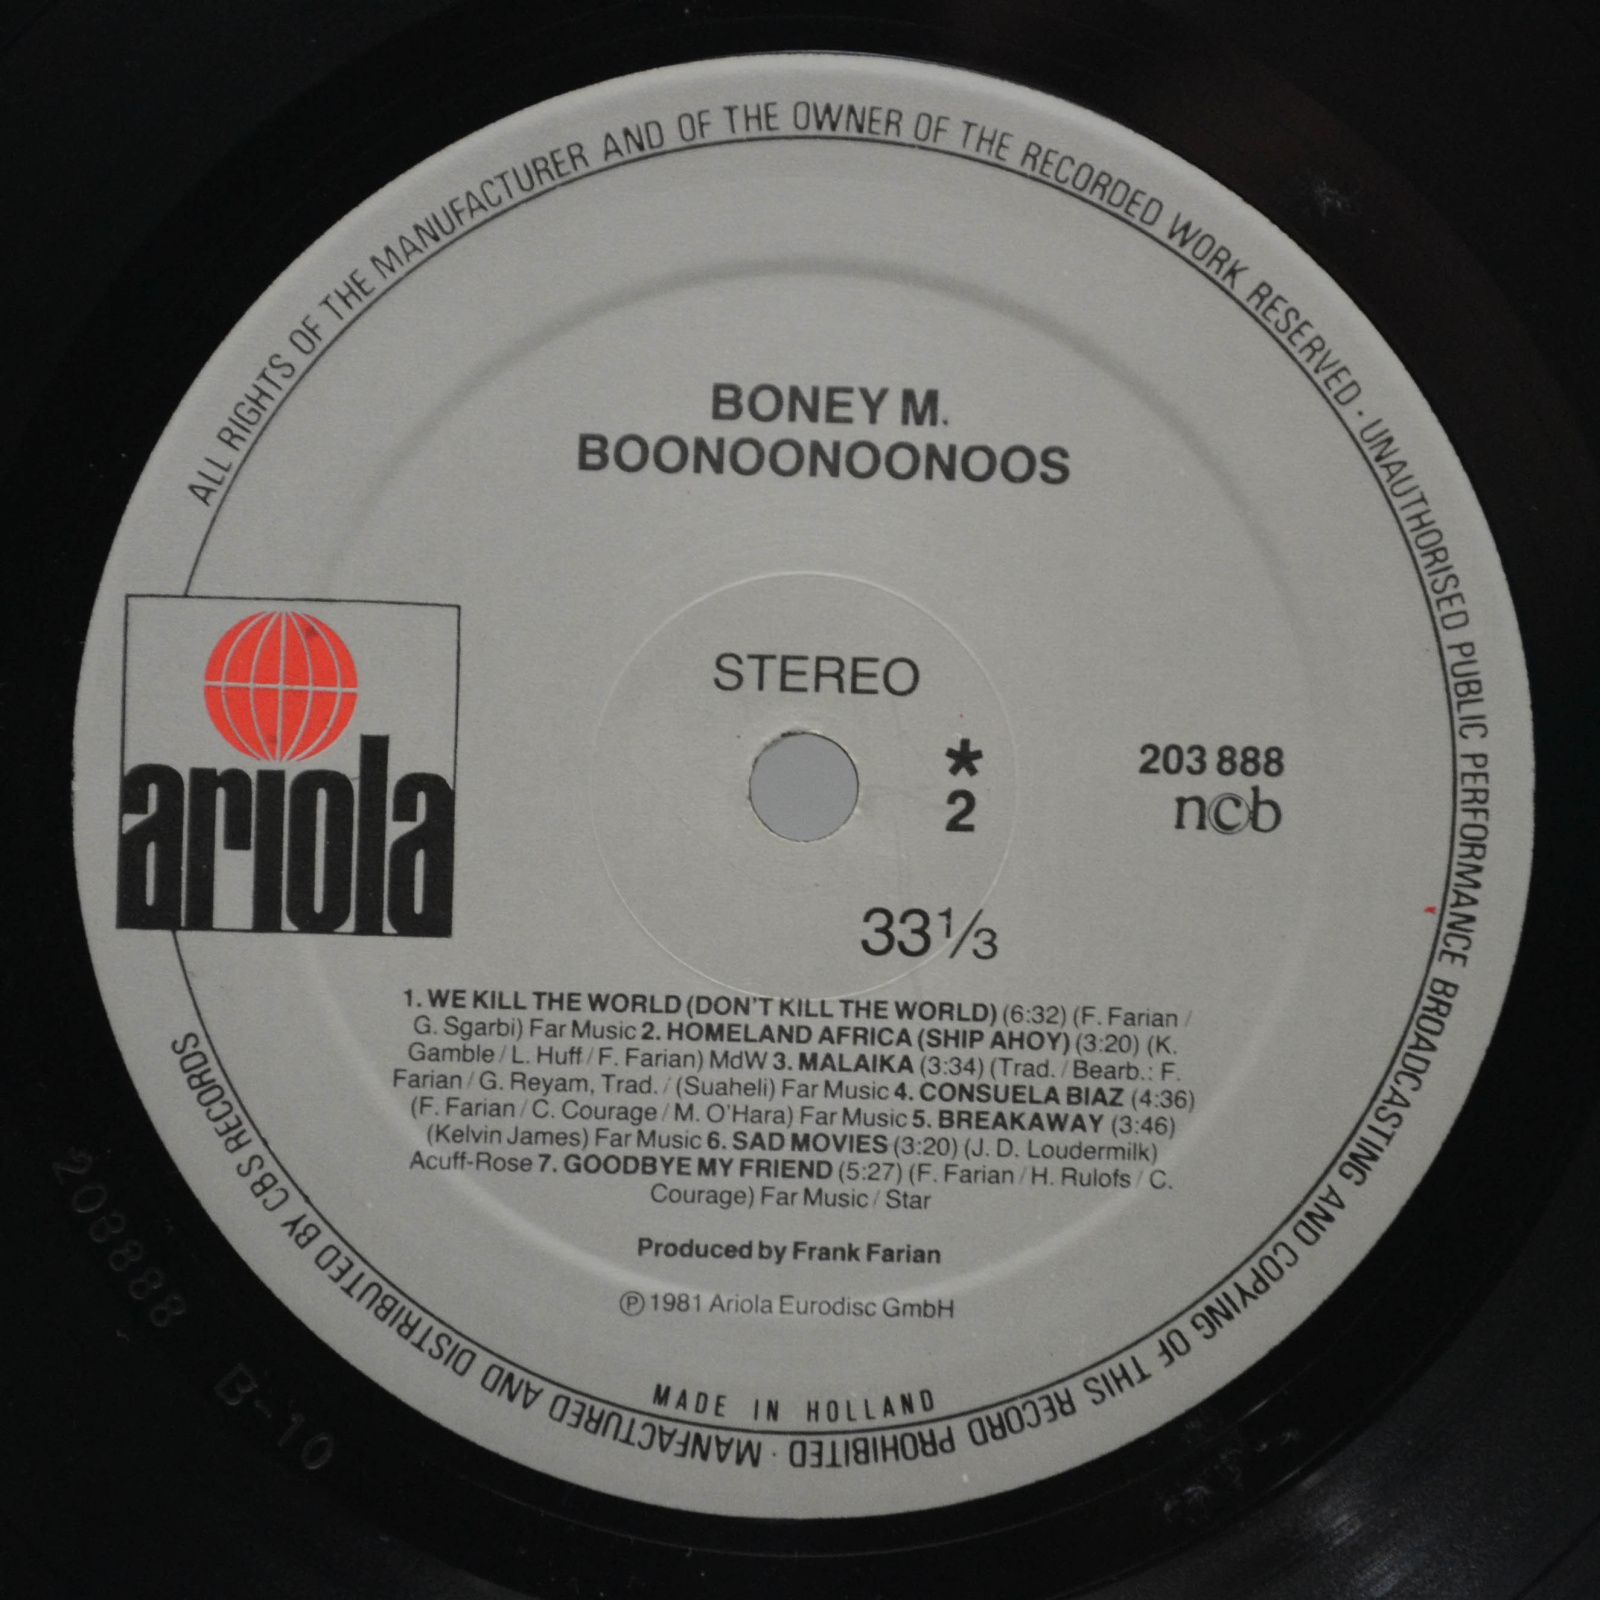 ALL RIGHTS OF THE MANUFACTURER AND OF THE OWNER OF THE RECORDED WORK RESERVED · UNAUTHORISED PUBLIC PERFORMANCE BROADCASTING AND COPYING OF THIS RECORD PROHIBITED · MANFACTURED AND DISTRIBUTED BY CBS RECORDS
BONEY M.
BOONOONOONOOS
STEREO
ariola
*
2
203 888
ncb
33 1/3
1. WE KILL THE WORLD (DON'T KILL THE WORLD) (6:32) (F. Farian /
G. Sgarbi) Far Music 2. HOMELAND AFRICA (SHIP AHOY) (3:20) (K.
Gamble / L. Huff / F. Farian) MdW 3. MALAIKA (3:34) (Trad. / Bearb.: F.
Farian / G. Reyam, Trad. / (Suaheli) Far Music 4. CONSUELA BIAZ (4:36)
(F. Farian / C. Courage / M. O'Hara) Far Music 5. BREAKAWAY (3:46)
(Kelvin James) Far Music 6. SAD MOVIES (3:20) (J. D. Loudermilk)
Acuff-Rose 7. GOODBYE MY FRIEND (5:27) (F. Farian / H. Rulofs / C.
Courage) Far Music / Star
Produced by Frank Farian
℗ 1981 Ariola Eurodisc GmbH
MADE IN HOLLAND
203888 B-10